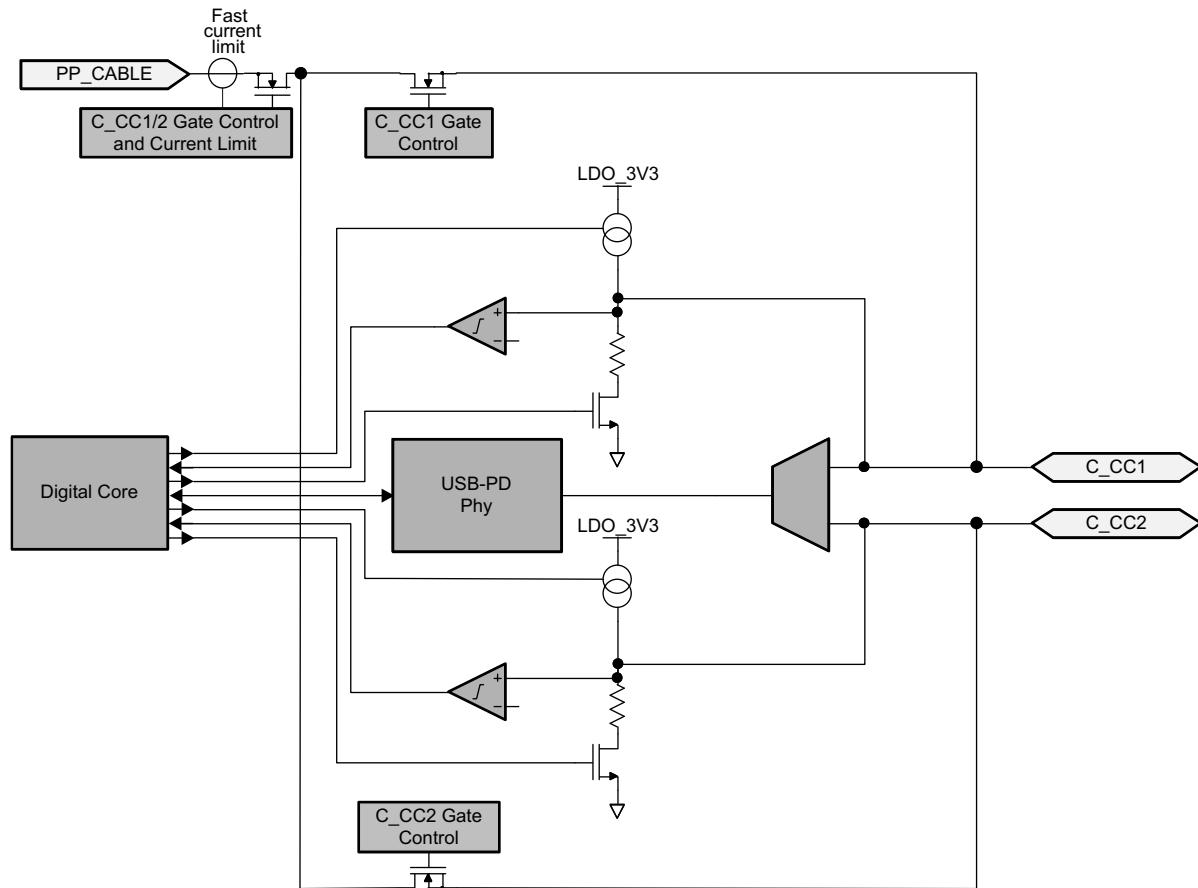 Fast
current
limit
PP_CABLE
C_CC1/2 Gate Control
and Current Limit
C_CC1 Gate
Control
LDO_3V3
+
−
Digital Core
USB-PD
Phy
C_CC1
C_CC2
LDO_3V3
+
−
C_CC2 Gate
Control